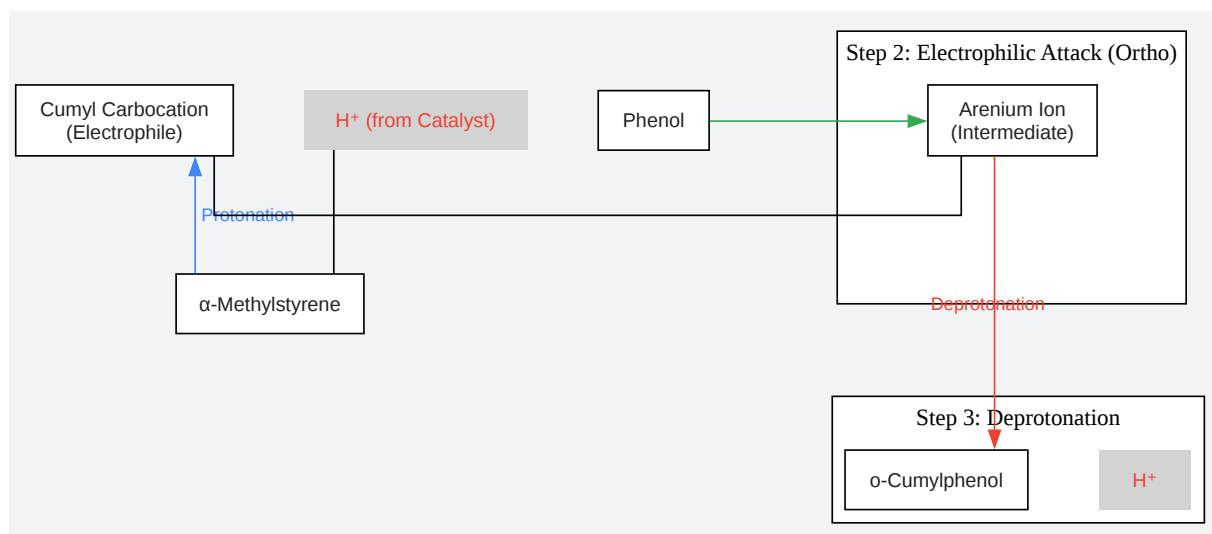 Step 2: Electrophilic Attack (Ortho)
Cumyl Carbocation
(Electrophile)
H⁺ (from Catalyst)
Phenol
Arenium Ion
(Intermediate)
Protonation
α-Methylstyrene
Deprotonation
Step 3: Deprotonation
o-Cumylphenol
H⁺